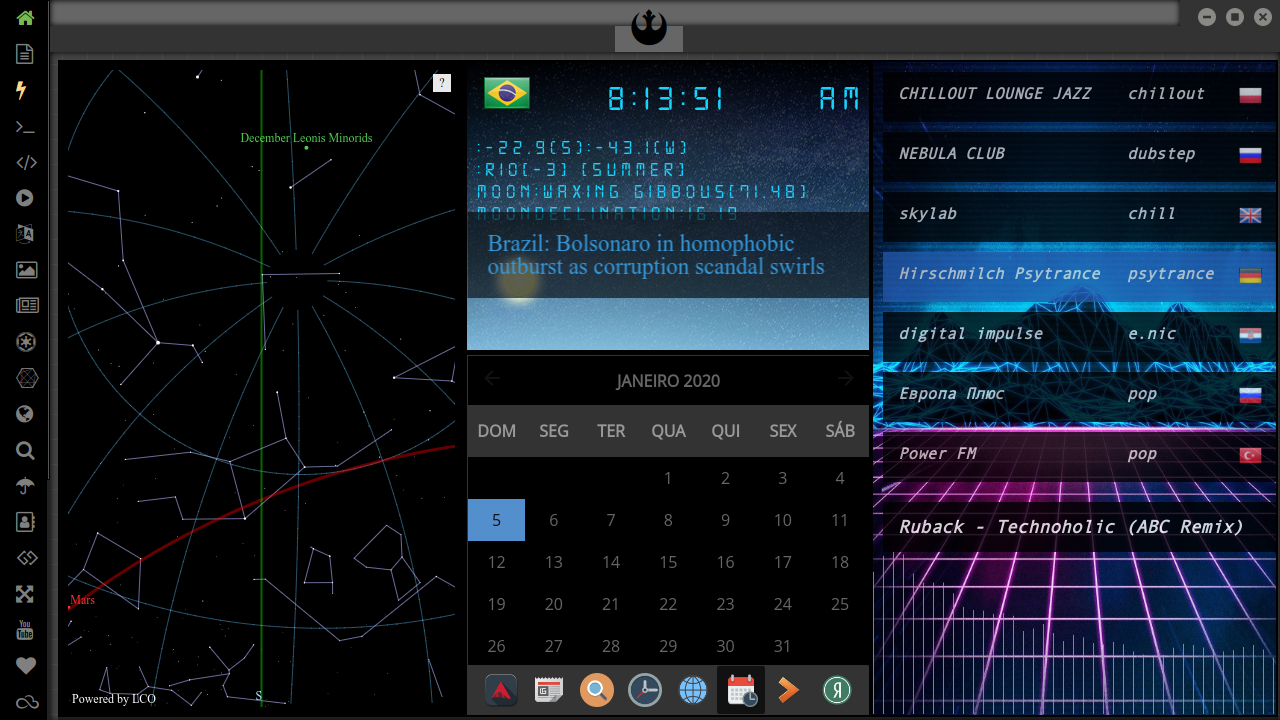 ?
December Leonis Minorids
Mars
Powered by LCO
S
8:13:51 AM
:-22.9(S):-43.1(W)
:RIO[-3] [SUMMER]
MOON:WAXING GIBBOUS[71.48]
MOONDECLINATION:16.19
Brazil: Bolsonaro in homophobic
outburst as corruption scandal swirls
JANEIRO 2020
DOM SEG TER QUA QUI SEX SÁB
1 2 3 4
5 6 7 8 9 10 11
12 13 14 15 16 17 18
19 20 21 22 23 24 25
26 27 28 29 30 31
CHILLOUT LOUNGE JAZZ chillout
NEBULA CLUB dubstep
skylab chill
Hirschmilch Psytrance psytrance
digital impulse e.nic
Европа Плюс pop
Power FM pop
Ruback - Technoholic (ABC Remix)
You
Tube
Я